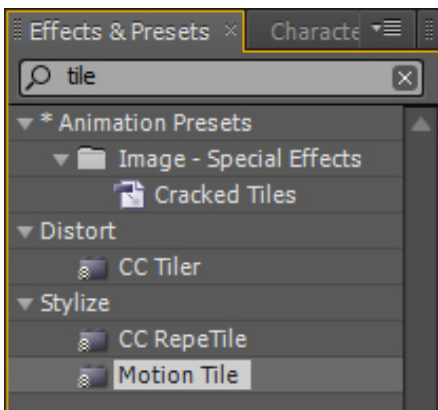 Effects & Presets × Characte
tile
* Animation Presets
Image - Special Effects
Cracked Tiles
Distort
CC Tiler
Stylize
CC RepeTile
Motion Tile